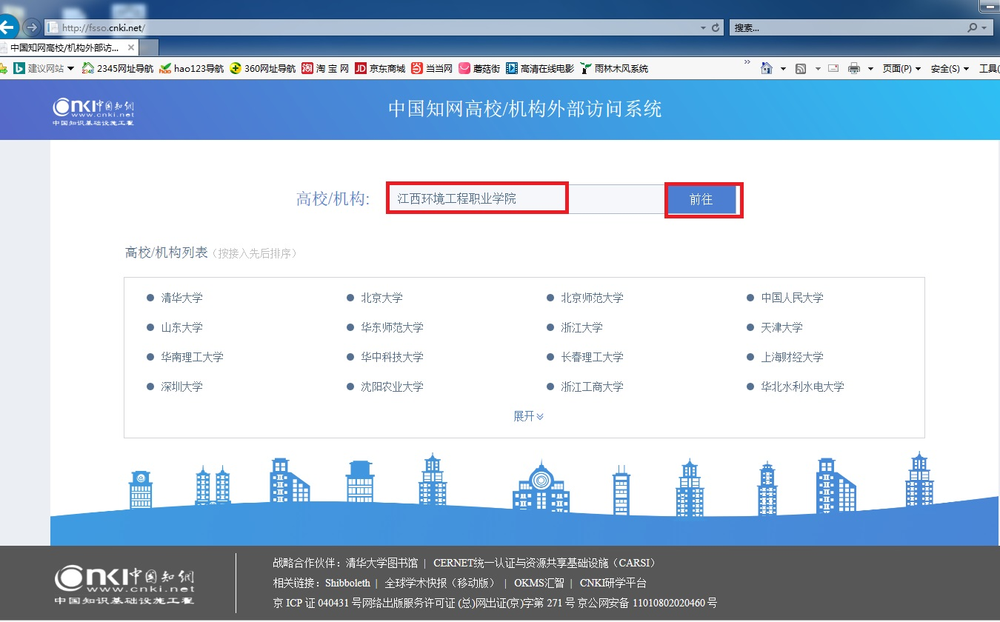 http://fsso.cnki.net/
搜索...
中国知网高校/机构外部访...
建议网站
2345网址导航
hao123导航
360网址导航
淘 宝 网
京东商城
当当网
蘑菇街
高清在线电影
雨林木风系统
页面(P)
安全(S)
工具(
CNKI中国知网
www.cnki.net
中国知识基础设施工程
中国知网高校/机构外部访问系统
高校/机构:
江西环境工程职业学院
前往
高校/机构列表（按接入先后排序）
清华大学 北京大学 北京师范大学 中国人民大学
山东大学 华东师范大学 浙江大学 天津大学
华南理工大学 华中科技大学 长春理工大学 上海财经大学
深圳大学 沈阳农业大学 浙江工商大学 华北水利水电大学
展开
CNKI中国知网
www.cnki.net
中国知识基础设施工程
战略合作伙伴：清华大学图书馆 | CERNET统一认证与资源共享基础设施（CARSI）
相关链接：Shibboleth | 全球学术快报（移动版） | OKMS汇智 | CNKI研学平台
京 ICP 证 040431 号网络出版服务许可证 (总)网出证(京)字第 271 号 京公网安备 11010802020460 号